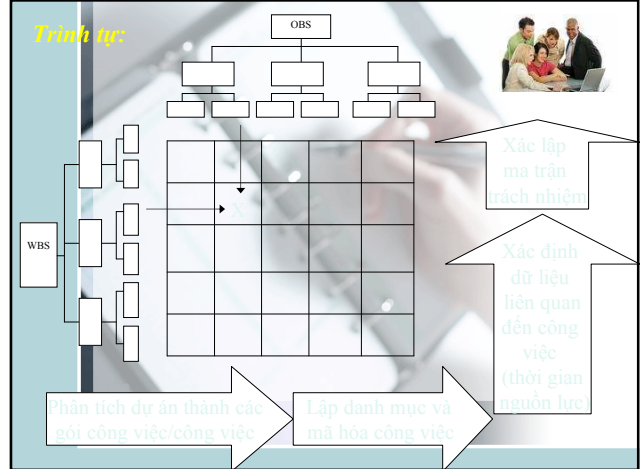 Trình tự:
OBS
WBS
X
Xác lập
ma trận
trách nhiệm
Xác định
dữ liệu
liên quan
đến công
việc
(thời gian
nguồn lực)
Phân tích dự án thành các
gói công việc/công việc
Lập danh mục và
mã hóa công việc